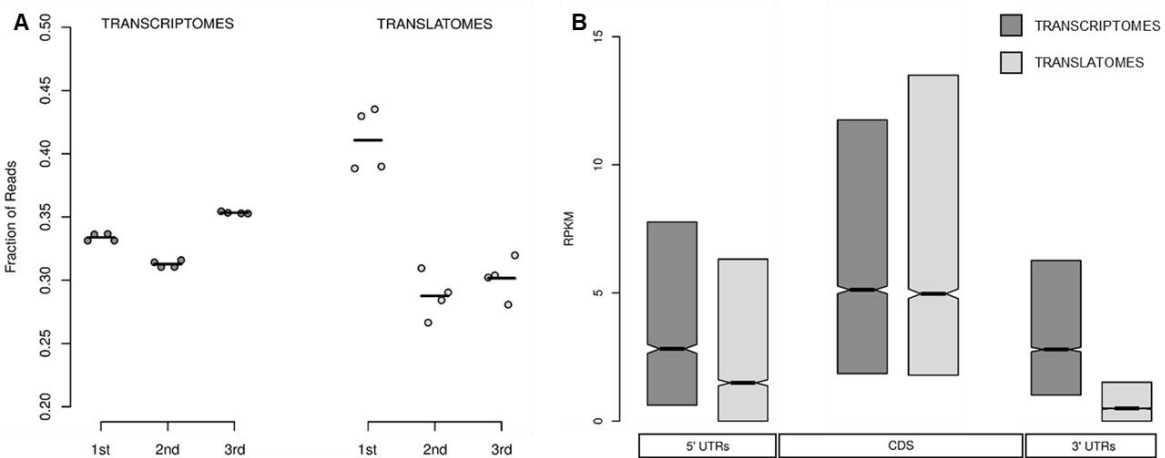 A
TRANSCRIPTOMES
TRANSLATOMES
Fraction of Reads
0.50
0.45
0.40
0.35
0.30
0.25
0.20
1st 2nd 3rd
1st 2nd 3rd
B
TRANSCRIPTOMES
TRANSLATOMES
RPKM
15
10
5
0
5' UTRs
CDS
3' UTRs